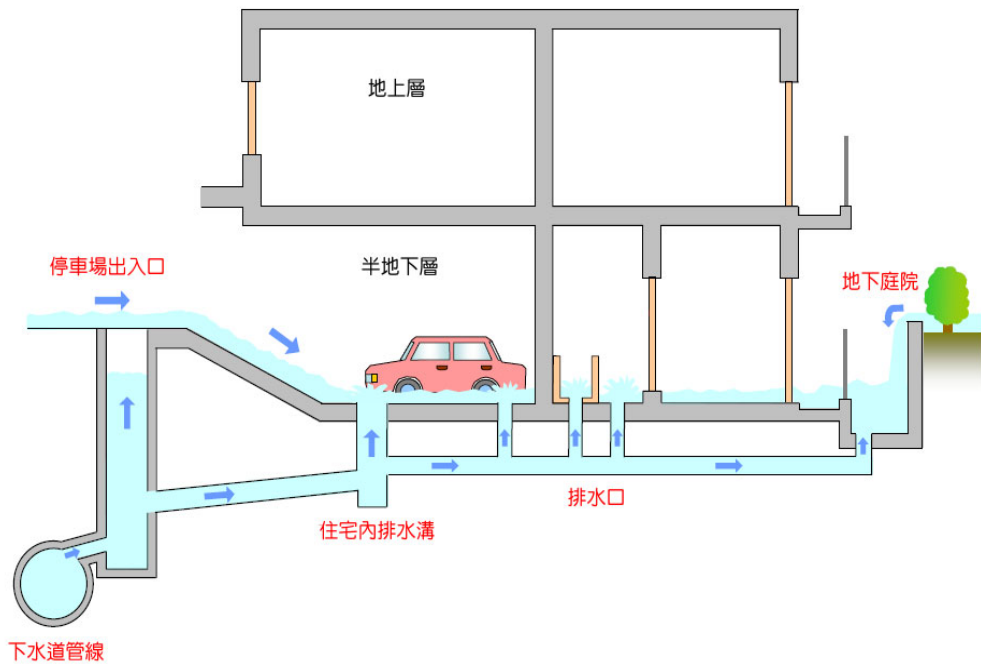 地上層
半地下層
停車場出入口
地下庭院
排水口
住宅內排水溝
下水道管線